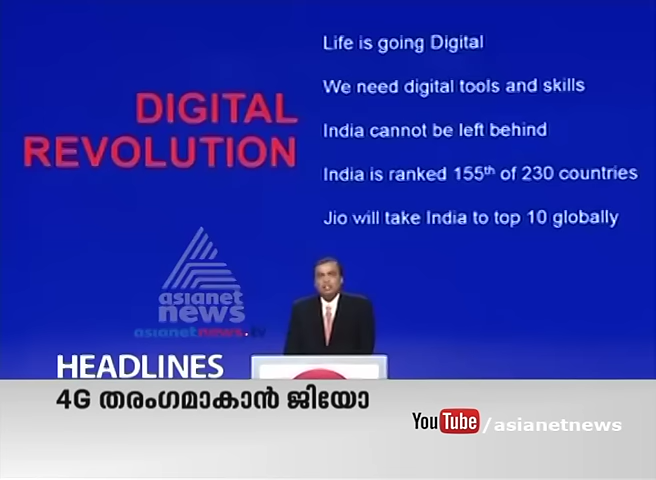 Life is going Digital
We need digital tools and skills
DIGITAL
REVOLUTION
India cannot be left behind
India is ranked 155th of 230 countries
Jio will take India to top 10 globally
asianet
news
asianetnews.tv
HEADLINES
4G തരംഗമാകാൻ ജിയോ
YouTube /asianetnews